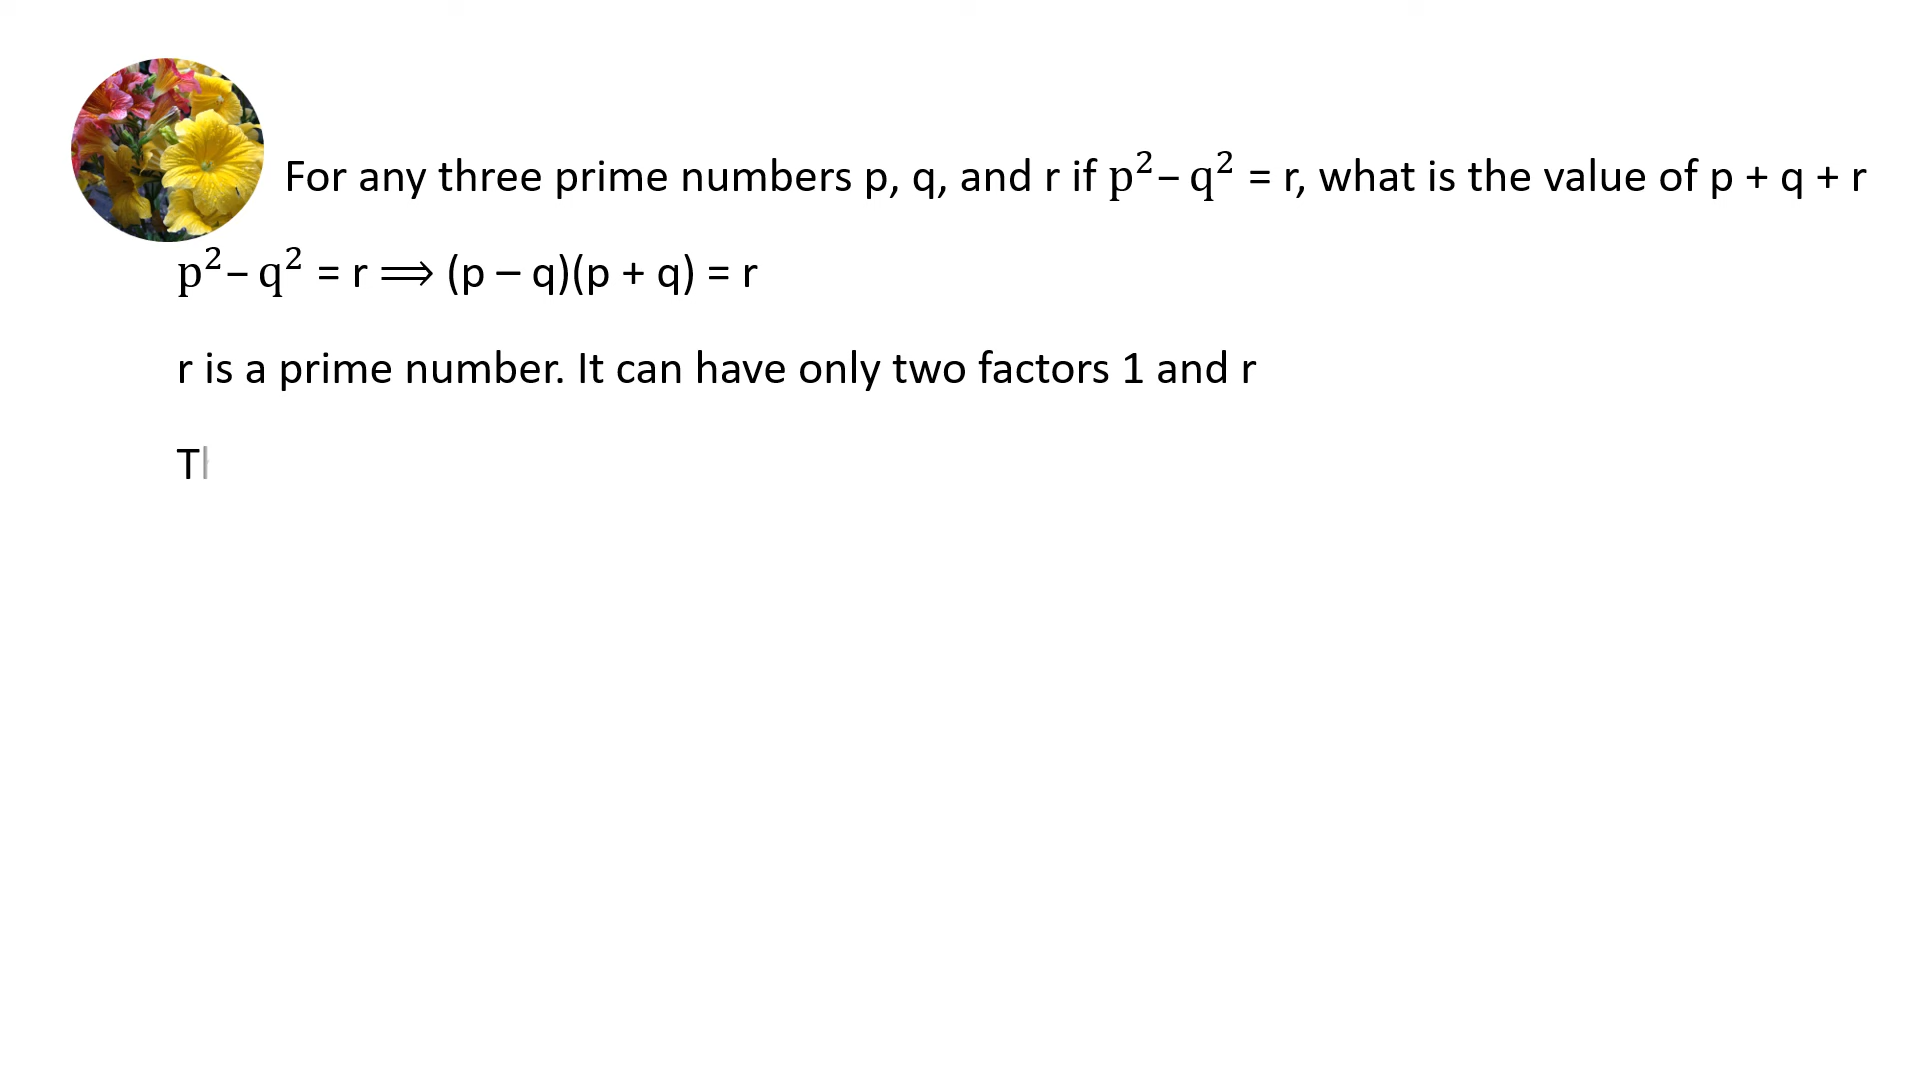 For any three prime numbers p, q, and r if p² – q² = r, what is the value of p + q + r
p² – q² = r ⟹ (p – q)(p + q) = r
r is a prime number. It can have only two factors 1 and r
T